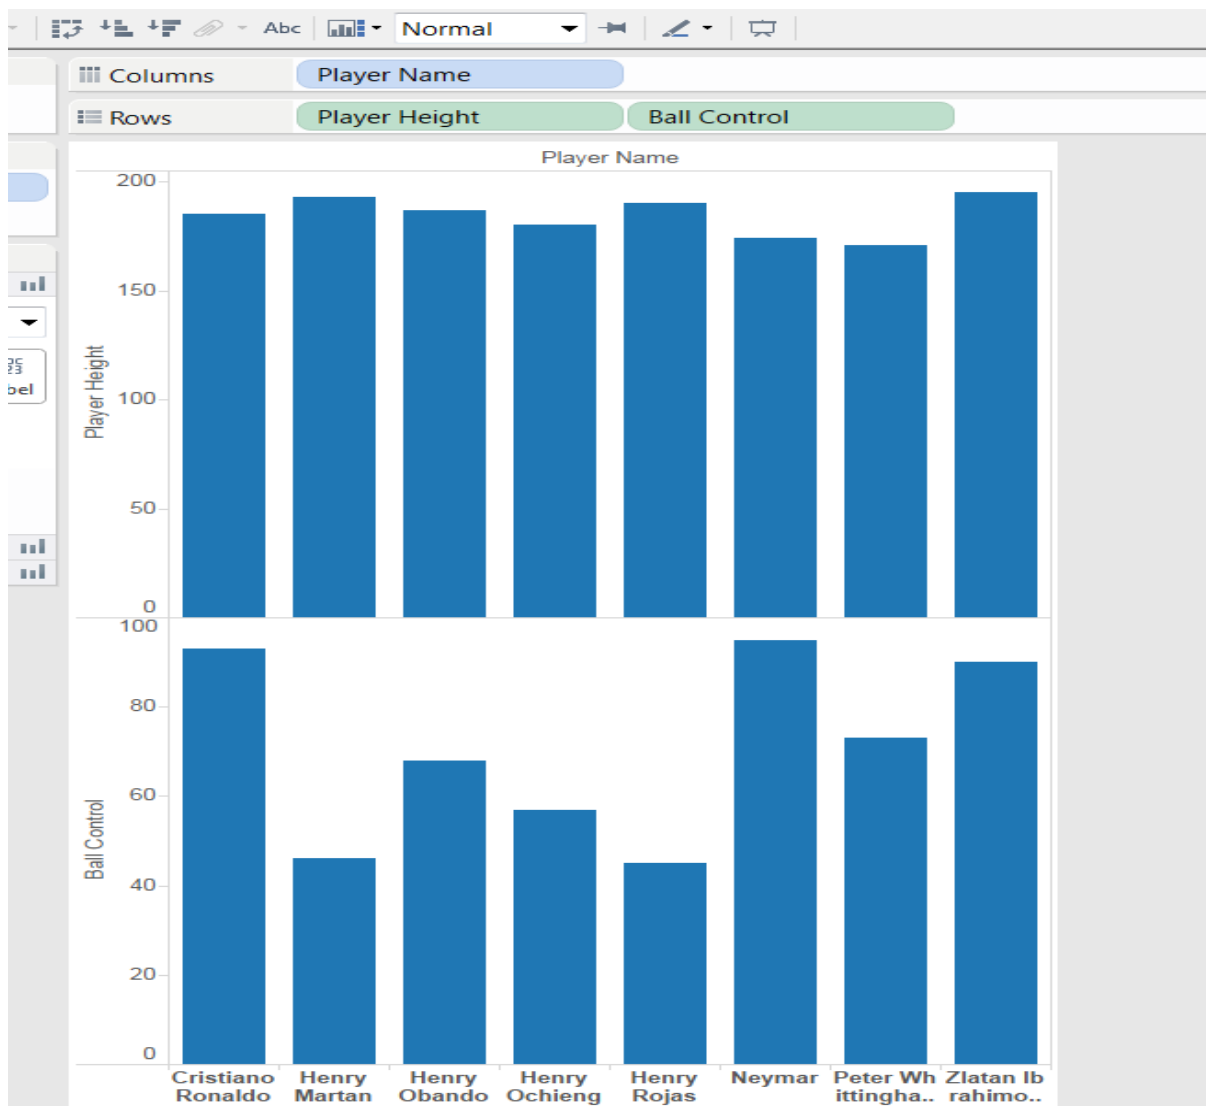 Abc Normal
Columns Player Name
Rows Player Height Ball Control
Player Name
200
150
100
50
0
Player Height
100
80
60
40
20
0
Ball Control
Cristiano Henry Henry Henry Henry Neymar Peter Wh Zlatan Ib
Ronaldo Martan Obando Ochieng Rojas ittingha.. rahimo..
bel